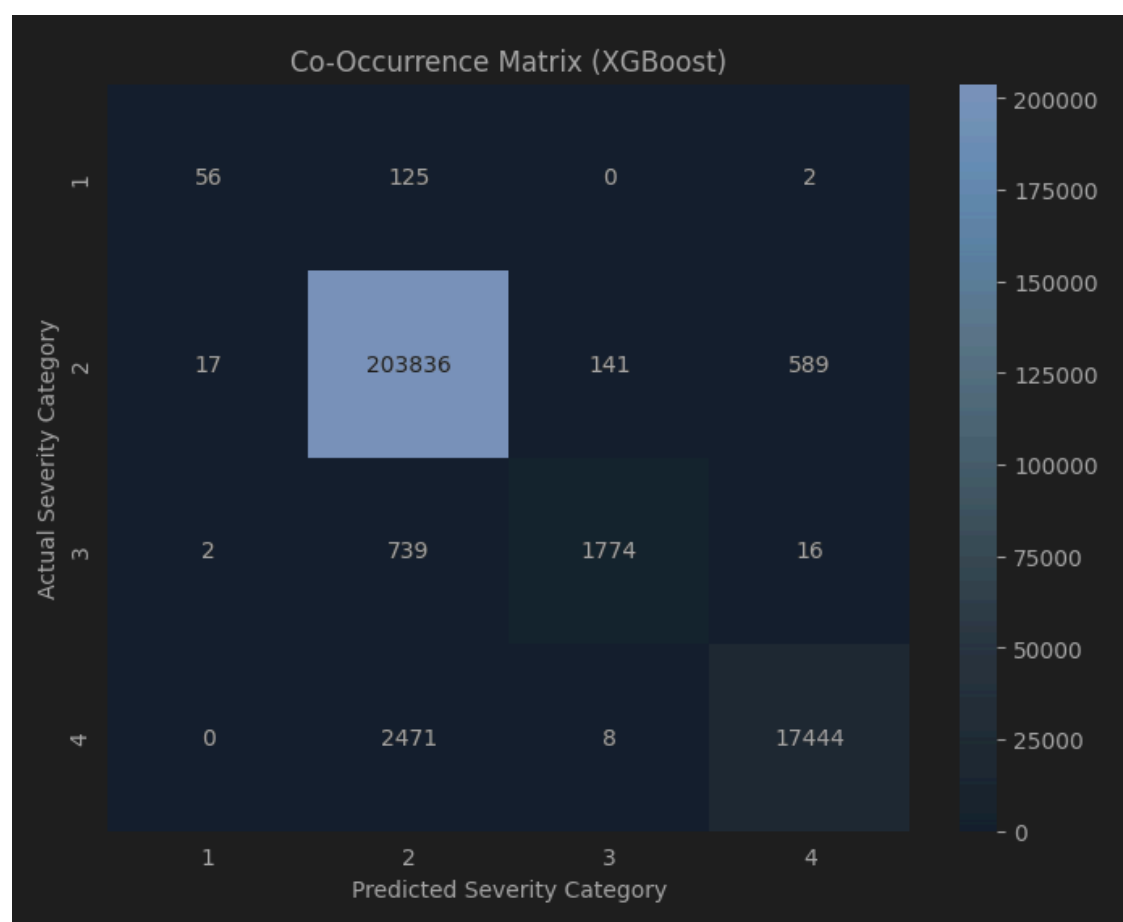 Co-Occurrence Matrix (XGBoost)
200000
175000
150000
125000
100000
75000
50000
25000
0
Actual Severity Category
1
56 125 0 2
2
17 203836 141 589
3
2 739 1774 16
4
0 2471 8 17444
1 2 3 4
Predicted Severity Category